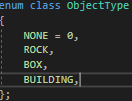 enum class ObjectType
{
NONE = 0,
ROCK,
BOX,
BUILDING,
};